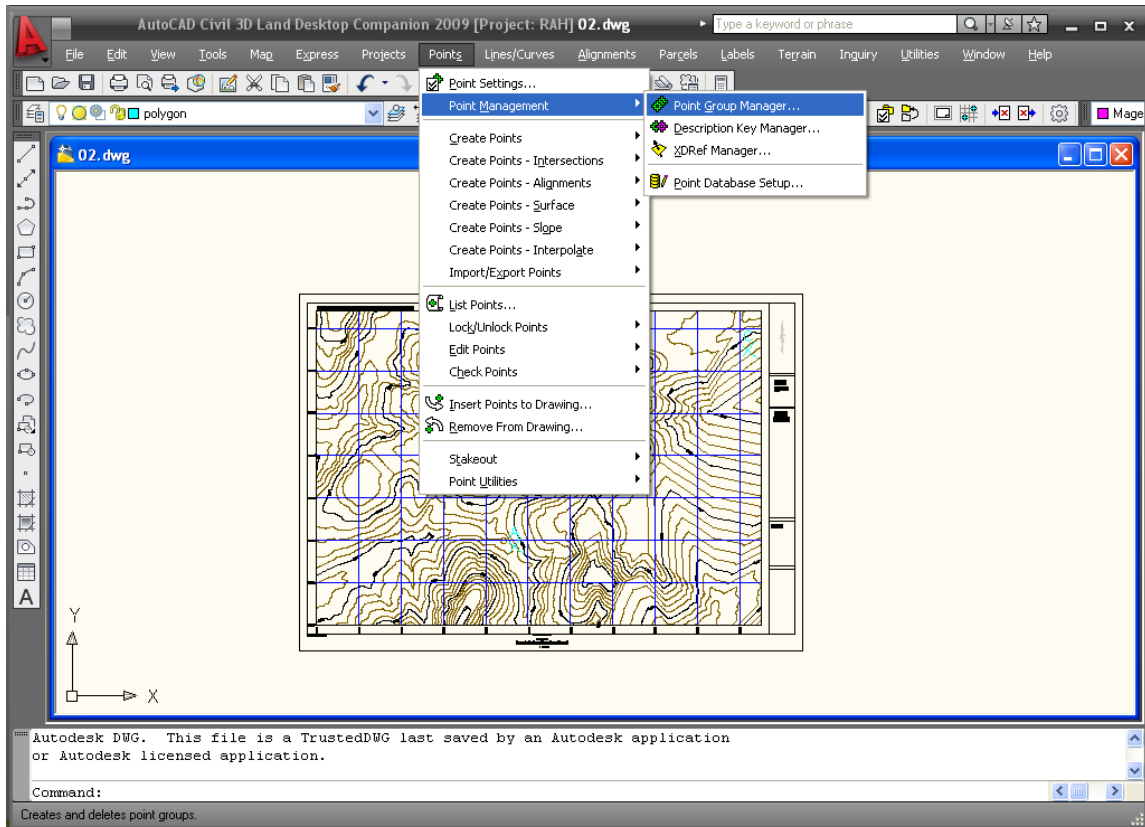 AutoCAD Civil 3D Land Desktop Companion 2009 [Project: RAH] 02.dwg
Type a keyword or phrase
File Edit View Tools Map Express Projects Points Lines/Curves Alignments Parcels Labels Terrain Inquiry Utilities Window Help
polygon
Mage
02.dwg
Point Settings...
Point Management
Create Points
Create Points - Intersections
Create Points - Alignments
Create Points - Surface
Create Points - Slope
Create Points - Interpolate
Import/Export Points
List Points...
Lock/Unlock Points
Edit Points
Check Points
Insert Points to Drawing...
Remove From Drawing...
Stakeout
Point Utilities
Point Group Manager...
Description Key Manager...
XDRef Manager...
Point Database Setup...
A
Y
X
Autodesk DWG. This file is a TrustedDWG last saved by an Autodesk application
or Autodesk licensed application.
Command:
Creates and deletes point groups.